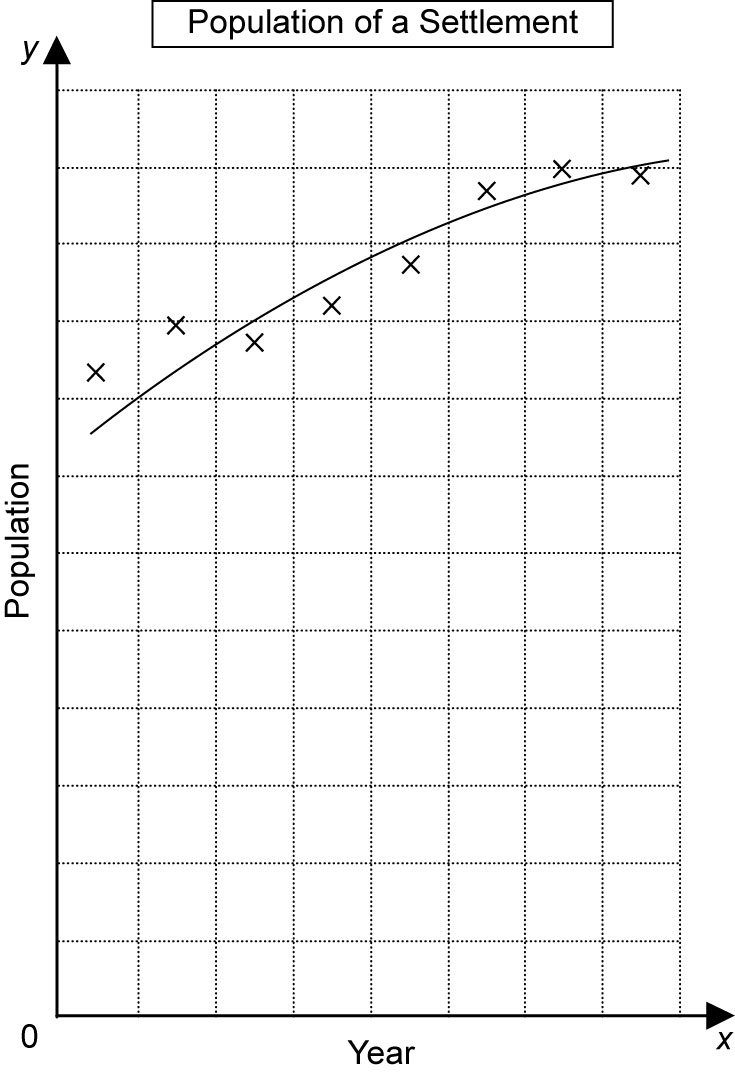 Population of a Settlement
y
Population
0
Year
x